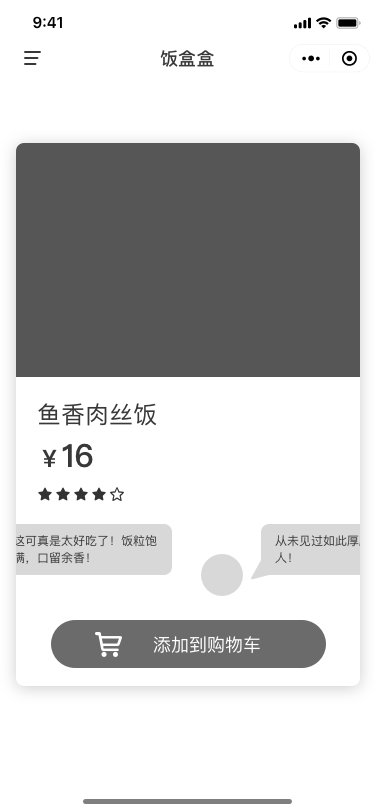 9:41
饭盒盒
鱼香肉丝饭
¥16
这可真是太好吃了！饭粒饱
满，口留余香！
从未见过如此厚
人！
添加到购物车